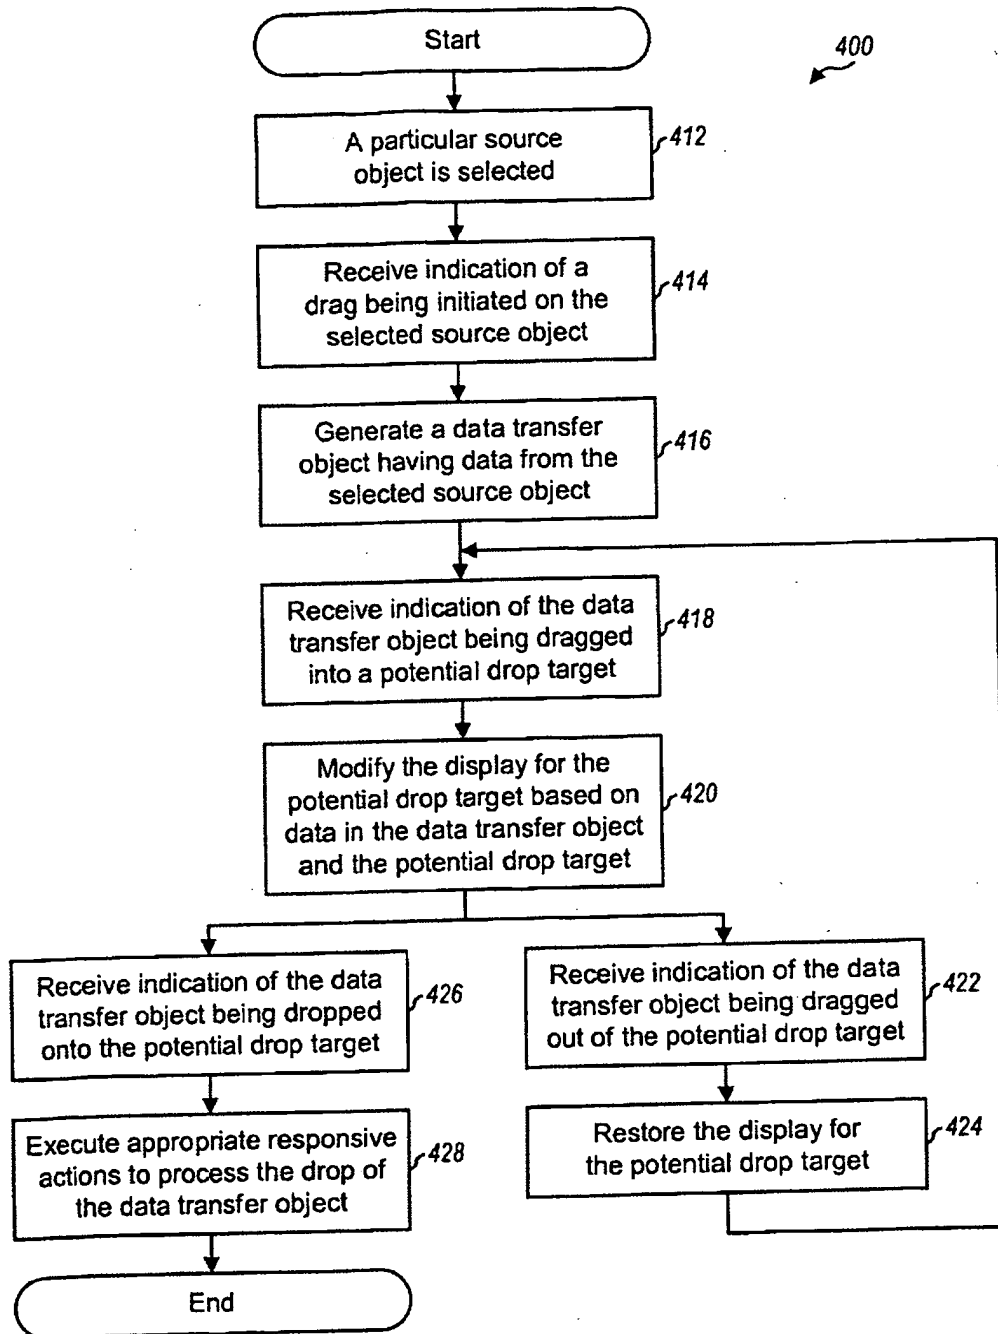 Start
400
A particular source
object is selected
412
Receive indication of a
drag being initiated on the
selected source object
414
Generate a data transfer
object having data from the
selected source object
416
Receive indication of the data
transfer object being dragged
into a potential drop target
418
Modify the display for the
potential drop target based on
data in the data transfer object
and the potential drop target
420
Receive indication of the data
transfer object being dropped
onto the potential drop target
426
Receive indication of the data
transfer object being dragged
out of the potential drop target
422
Execute appropriate responsive
actions to process the drop of
the data transfer object
428
Restore the display for
the potential drop target
424
End